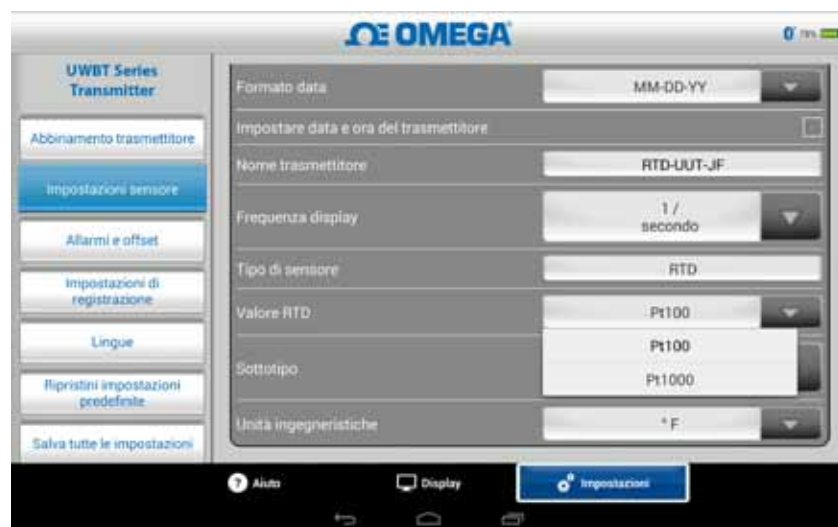 OMEGA
78%
UWBT Series
Transmitter
Abbinamento trasmettitore
Impostazioni sensore
Allarmi e offset
Impostazioni di
registrazione
Lingue
Ripristini impostazioni
predefinite
Salva tutte le impostazioni
Formato data
MM-DD-YY
Impostare data e ora del trasmettitore
Nome trasmettitore
RTD-UUT-JF
Frequenza display
1 /
secondo
Tipo di sensore
RTD
Valore RTD
Pt100
Pt100
Pt1000
Sottotipo
Unità ingegneristiche
° F
? Aiuto
Display
Impostazioni